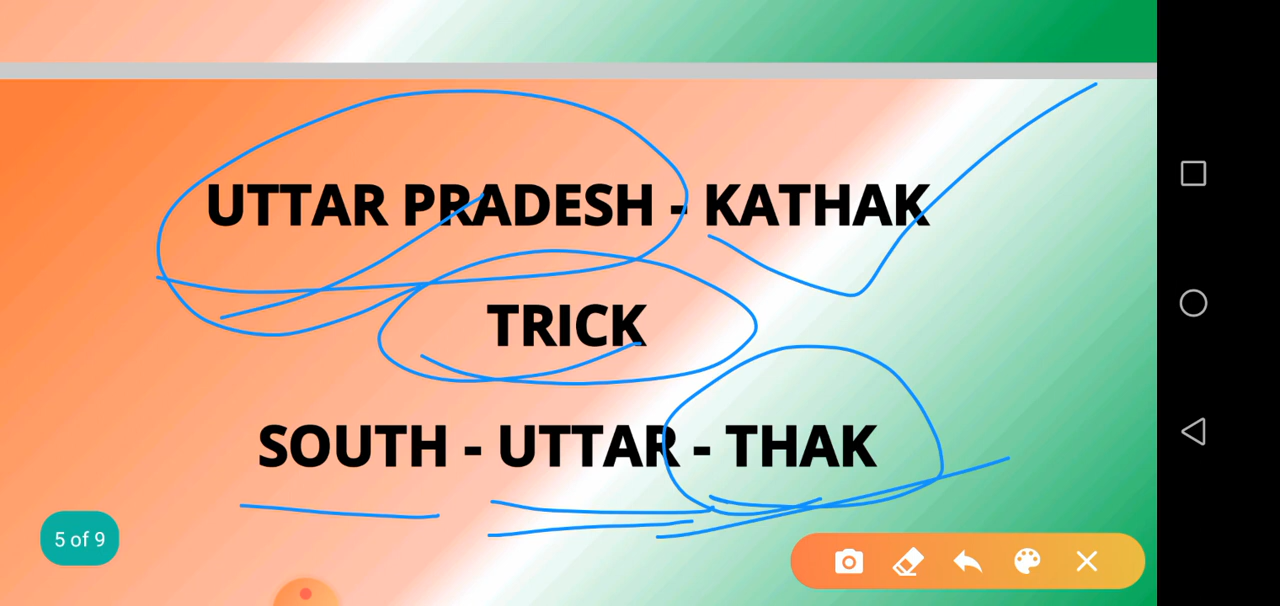 UTTAR PRADESH - KATHAK
TRICK
SOUTH - UTTAR - THAK
5 of 9